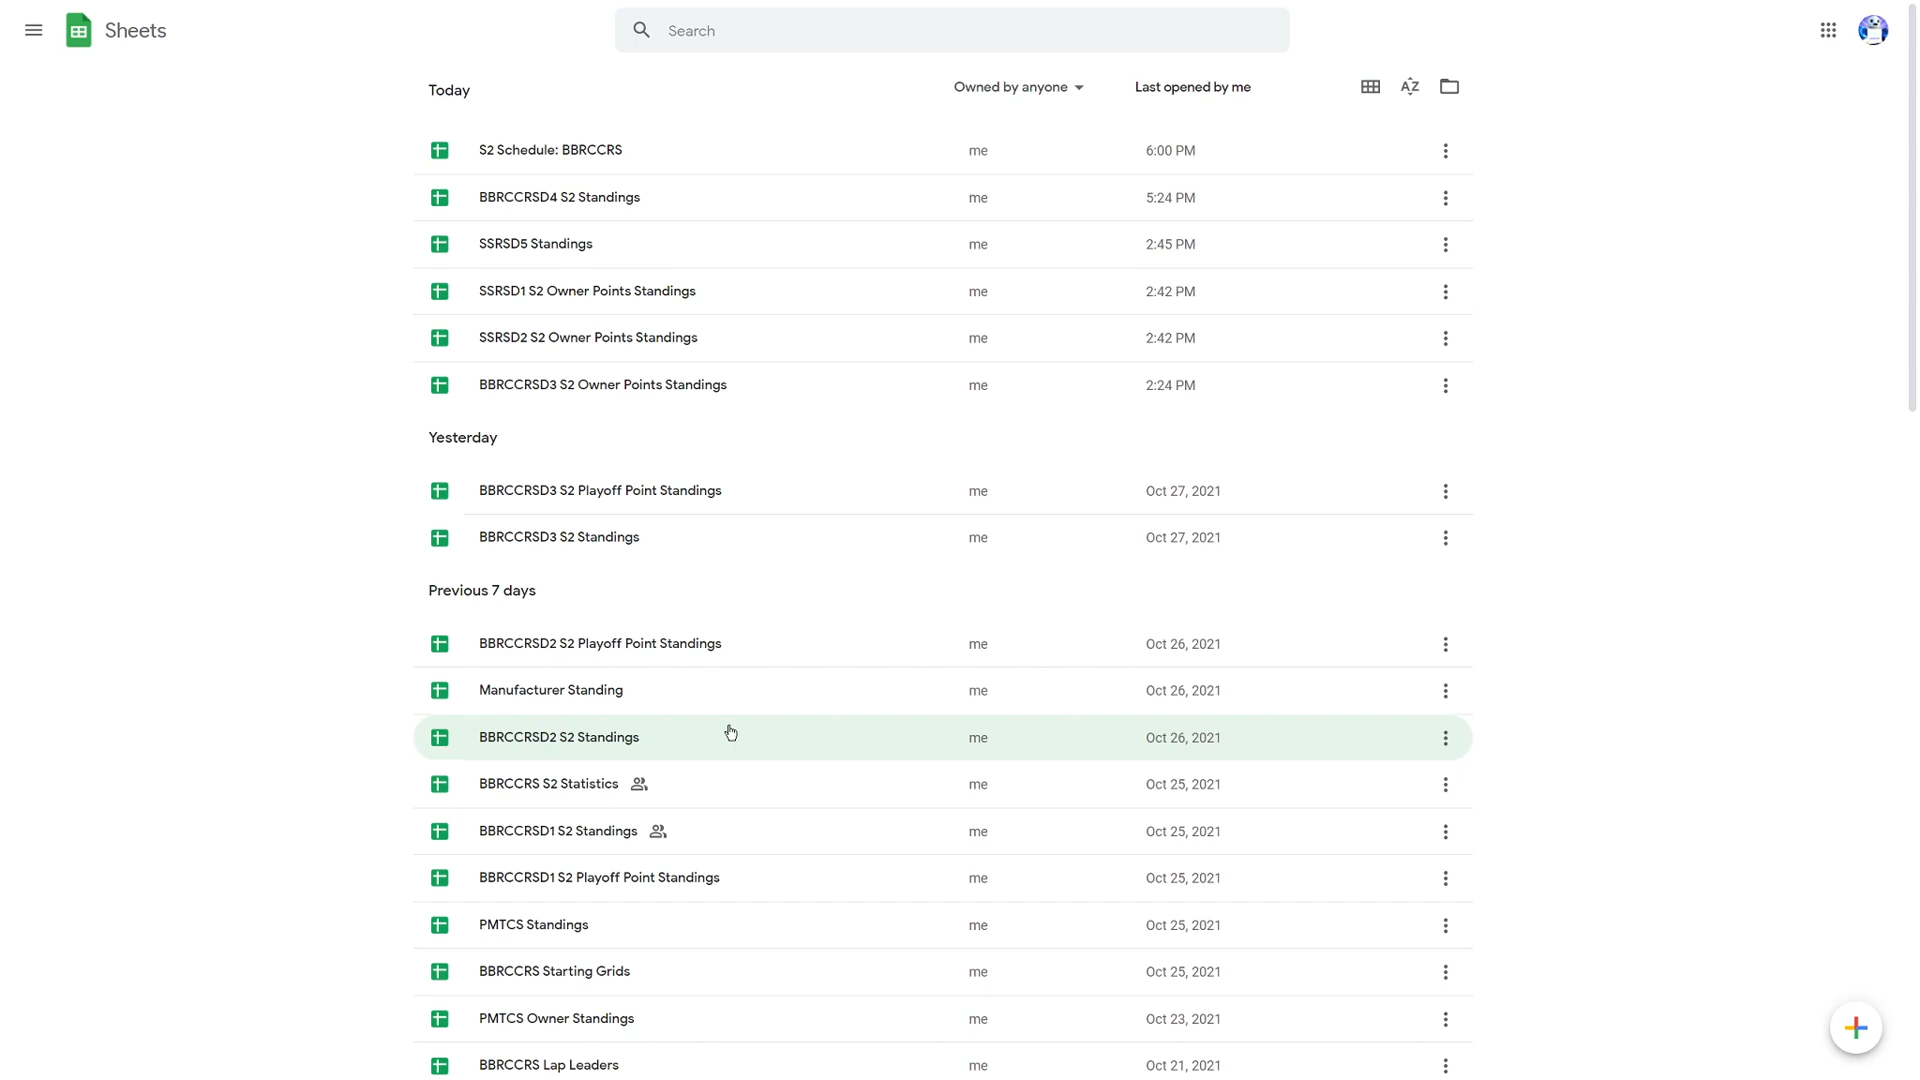 Sheets
Search
Today Owned by anyone Last opened by me
S2 Schedule: BBRCCRS me 6:00 PM
BBRCCRSD4 S2 Standings me 5:24 PM
SSRSD5 Standings me 2:45 PM
SSRSD1 S2 Owner Points Standings me 2:42 PM
SSRSD2 S2 Owner Points Standings me 2:42 PM
BBRCCRSD3 S2 Owner Points Standings me 2:24 PM
Yesterday
BBRCCRSD3 S2 Playoff Point Standings me Oct 27, 2021
BBRCCRSD3 S2 Standings me Oct 27, 2021
Previous 7 days
BBRCCRSD2 S2 Playoff Point Standings me Oct 26, 2021
Manufacturer Standing me Oct 26, 2021
BBRCCRSD2 S2 Standings me Oct 26, 2021
BBRCCRS S2 Statistics me Oct 25, 2021
BBRCCRSD1 S2 Standings me Oct 25, 2021
BBRCCRSD1 S2 Playoff Point Standings me Oct 25, 2021
PMTCS Standings me Oct 25, 2021
BBRCCRS Starting Grids me Oct 25, 2021
PMTCS Owner Standings me Oct 23, 2021
BBRCCRS Lap Leaders me Oct 21, 2021